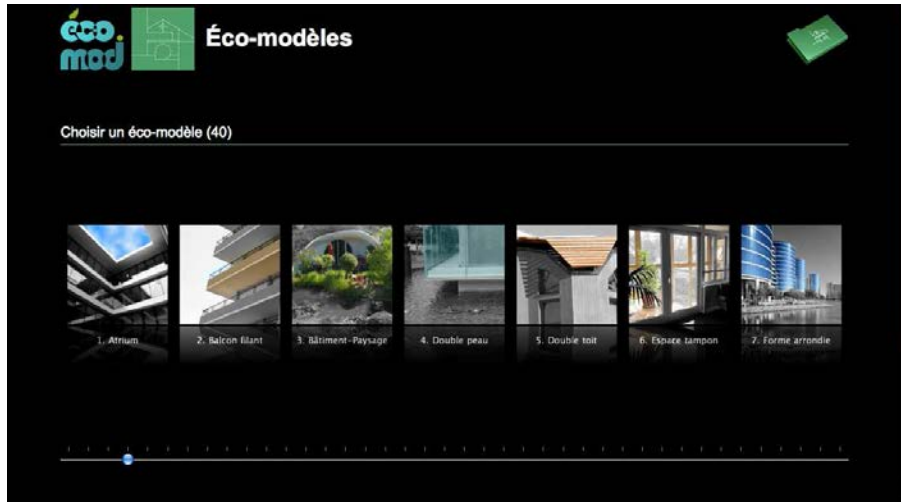 éco.
mod
Éco-modèles
Choisir un éco-modèle (40)
1. Atrium
2. Balcon filant
3. Bâtiment-Paysage
4. Double peau
5. Double toit
6. Espace tampon
7. Forme arrondie